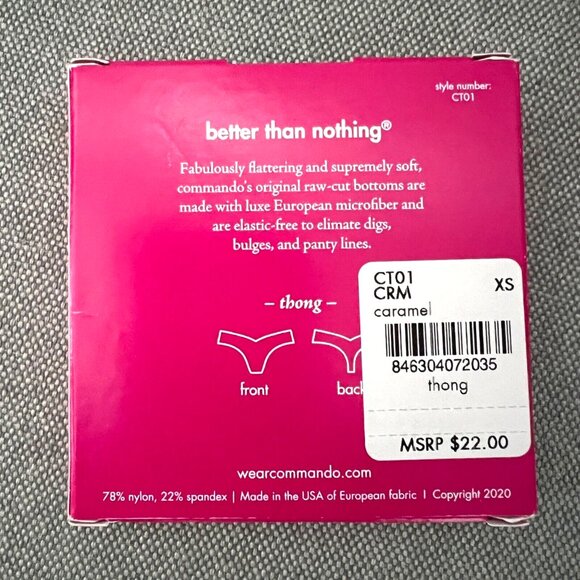 style number:
CT01
better than nothing®
Fabulously flattering and supremely soft,
commando's original raw-cut bottoms are
made with luxe European microfiber and
are elastic-free to elimate digs,
bulges, and panty lines.
– thong –
front
back
CT01
CRM
XS
caramel
846304072035
thong
MSRP $22.00
wearcommando.com
78% nylon, 22% spandex | Made in the USA of European fabric | Copyright 2020